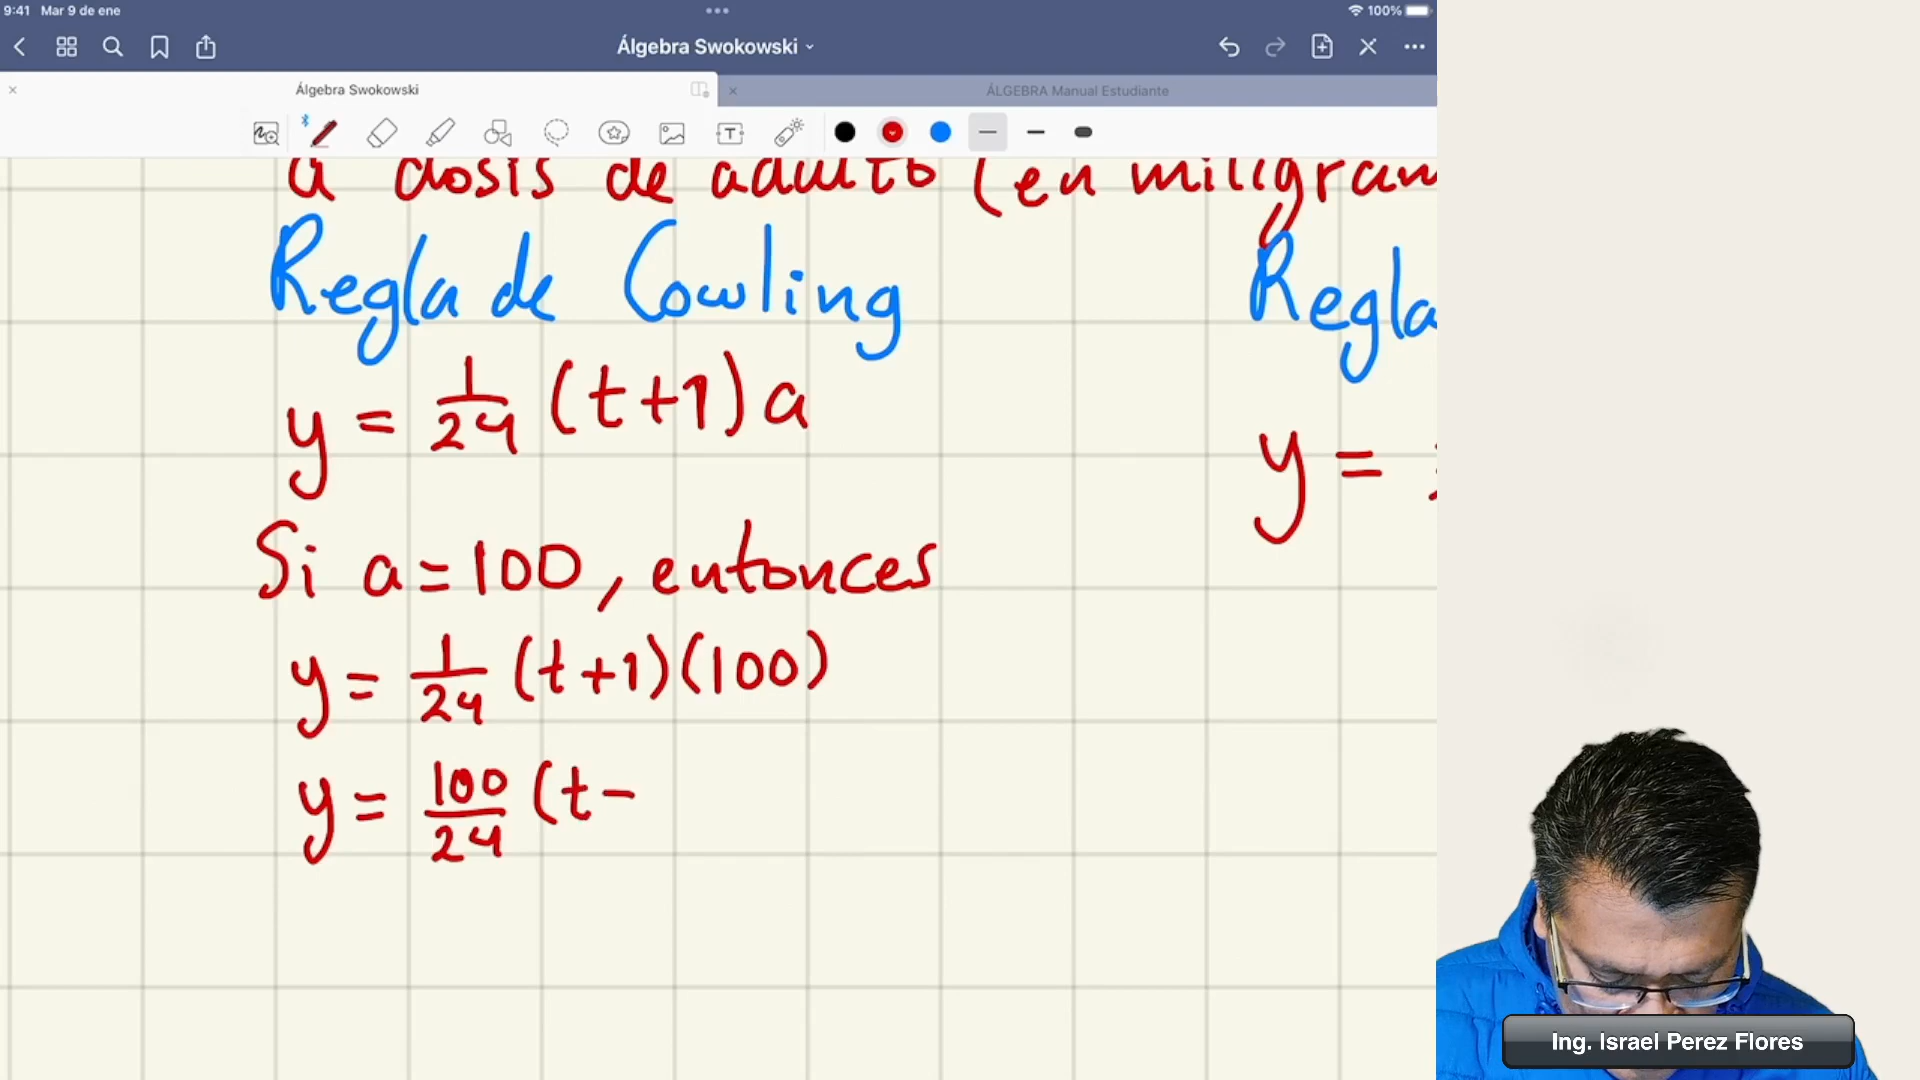 9:41 Mar 9 de ene
100%
Álgebra Swokowski
Álgebra Swokowski
ÁLGEBRA Manual Estudiante
T
a dosis de adulto (en miligram
Regla de Cowling
Regla
y = 1/24 (t+1) a
y =
Si a = 100, entonces
y = 1/24 (t+1)(100)
y = 100/24 (t -
Ing. Israel Perez Flores